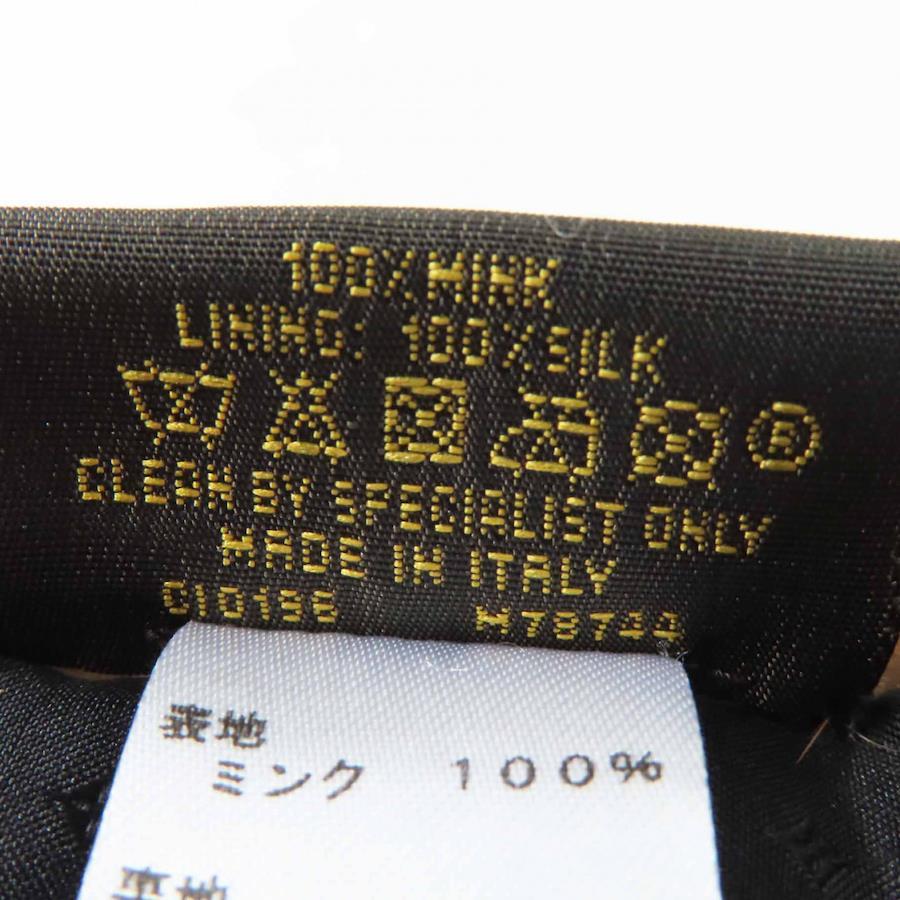 100% MINK
LINING: 100% SILK
®
CLEAN BY SPECIALIST ONLY
MADE IN ITALY
C10196 M78744
表地
ミンク 100%